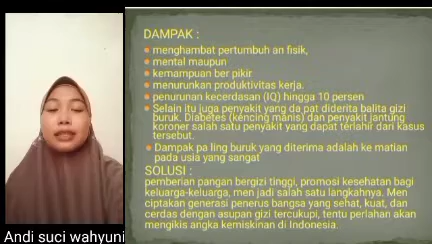 DAMPAK :
menghambat pertumbuh an fisik,
mental maupun
kemampuan ber pikir
menurunkan produktivitas kerja.
penurunan kecerdasan (IQ) hingga 10 persen
Selain itu juga penyakit yang da pat diderita balita gizi
buruk. Diabetes (kencing manis) dan penyakit jantung
koroner salah satu penyakit yang dapat terlahir dari kasus
tersebut.
Dampak pa ling buruk yang diterima adalah ke matian
pada usia yang sangat
SOLUSI :
pemberian pangan bergizi tinggi, promosi kesehatan bagi
keluarga-keluarga, men jadi salah satu langkahnya. Men
ciptakan generasi penerus bangsa yang sehat, kuat, dan
cerdas dengan asupan gizi tercukupi, tentu perlahan akan
mengikis angka kemiskinan di Indonesia.
Andi suci wahyuni